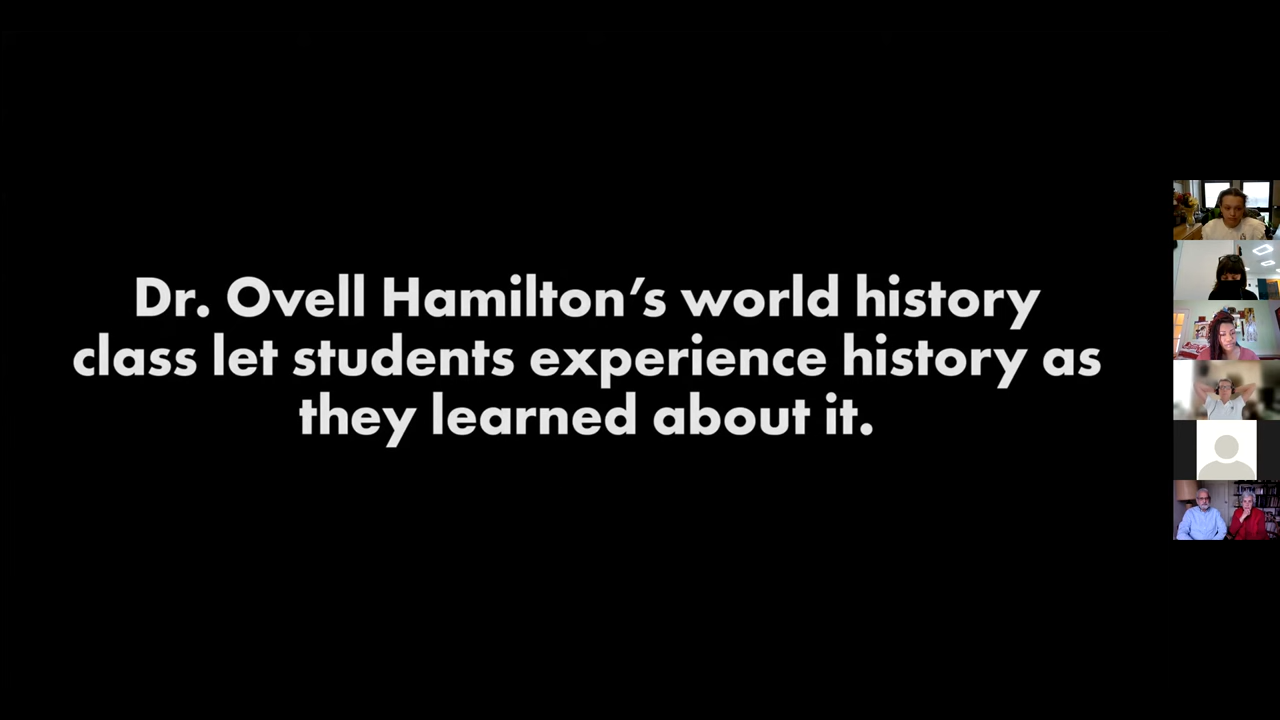 Dr. Ovell Hamilton’s world history
class let students experience history as
they learned about it.